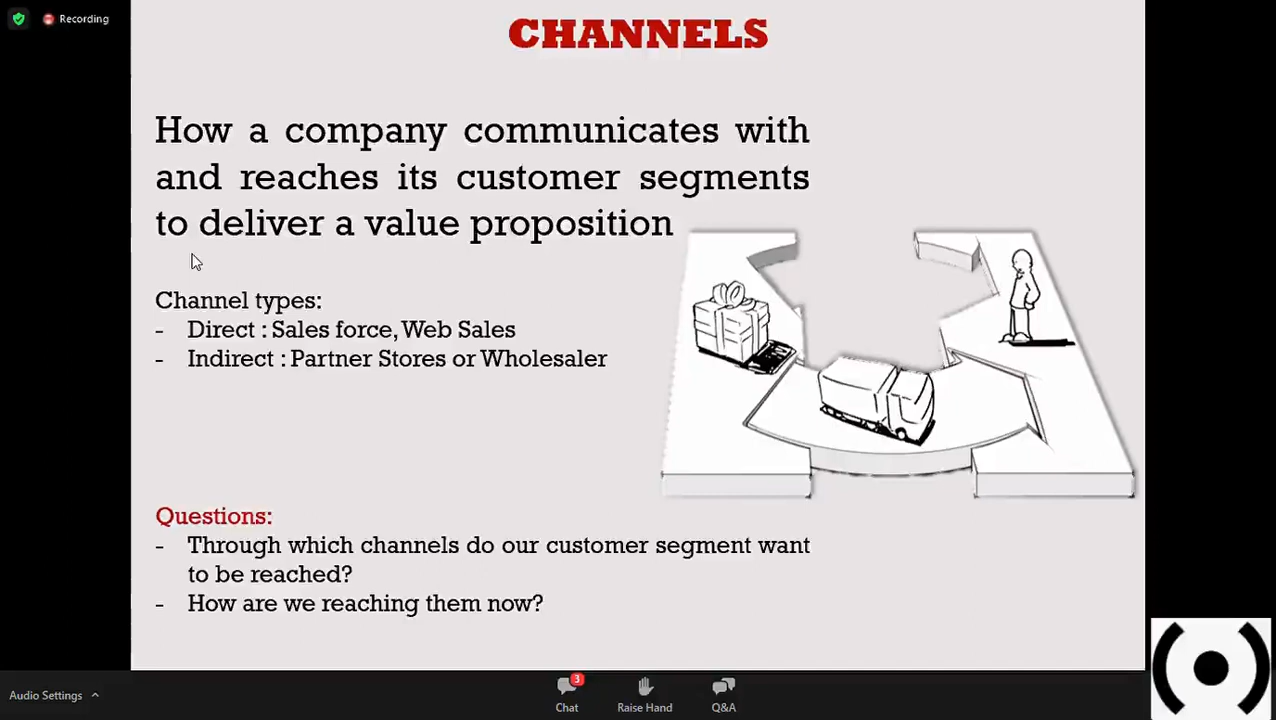 Recording
CHANNELS
How a company communicates with
and reaches its customer segments
to deliver a value proposition
Channel types:
- Direct : Sales force, Web Sales
- Indirect : Partner Stores or Wholesaler
Questions:
- Through which channels do our customer segment want
to be reached?
- How are we reaching them now?
Audio Settings
3
Chat
Raise Hand
Q&A